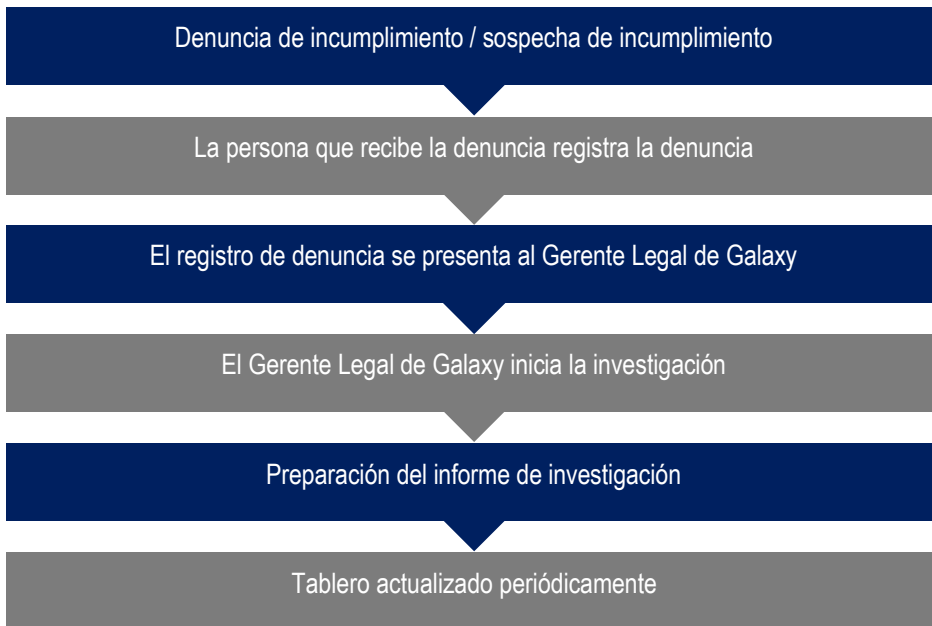 Denuncia de incumplimiento / sospecha de incumplimiento
La persona que recibe la denuncia registra la denuncia
El registro de denuncia se presenta al Gerente Legal de Galaxy
El Gerente Legal de Galaxy inicia la investigación
Preparación del informe de investigación
Tablero actualizado periódicamente